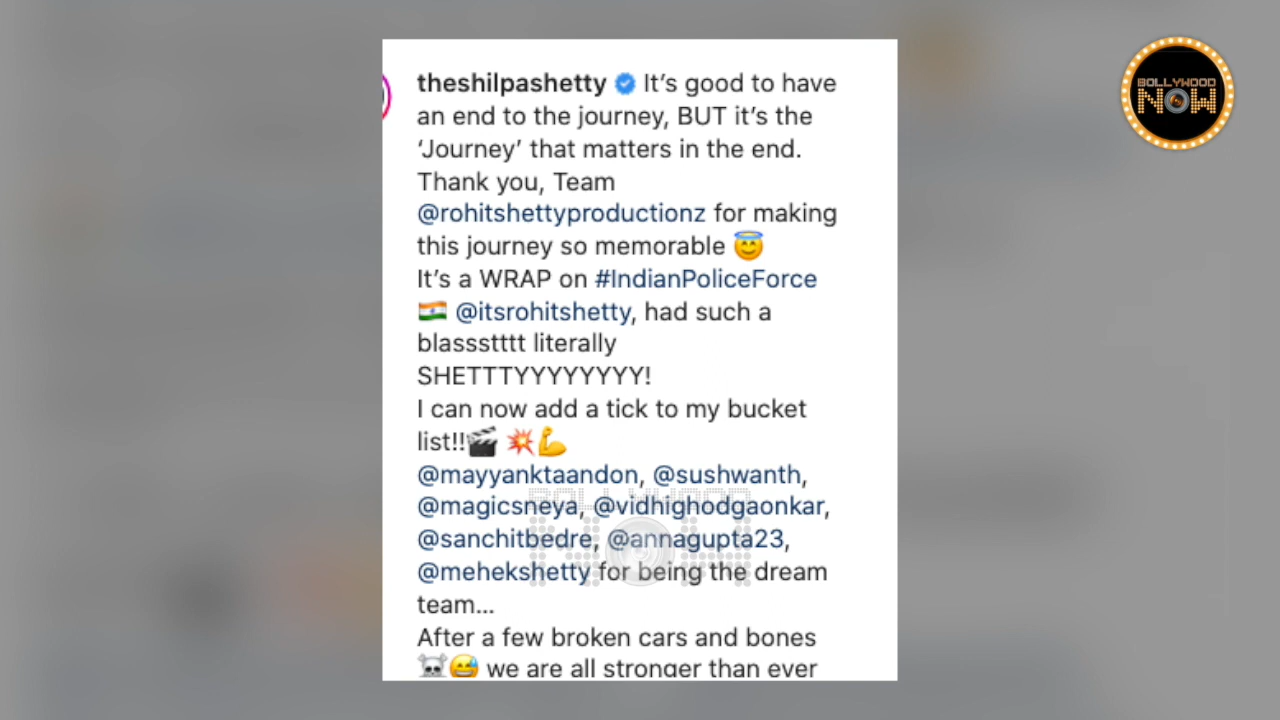 theshilpashetty It’s good to have
an end to the journey, BUT it’s the
‘Journey’ that matters in the end.
Thank you, Team
@rohitshettyproductionz for making
this journey so memorable 😇
It’s a WRAP on #IndianPoliceForce
🇮🇳 @itsrohitshetty, had such a
blasssstttt literally
SHETTTYYYYYYYY!
I can now add a tick to my bucket
list!!🎬 💥💪
@mayyanktaandon, @sushwanth,
@magicsneya, @vidhighodgaonkar,
@sanchitbedre, @annagupta23,
@mehekshetty for being the dream
team...
After a few broken cars and bones
☠️😅 we are all stronger than ever
BOLLYWOOD
NOW
BOLLYWOOD
NOW